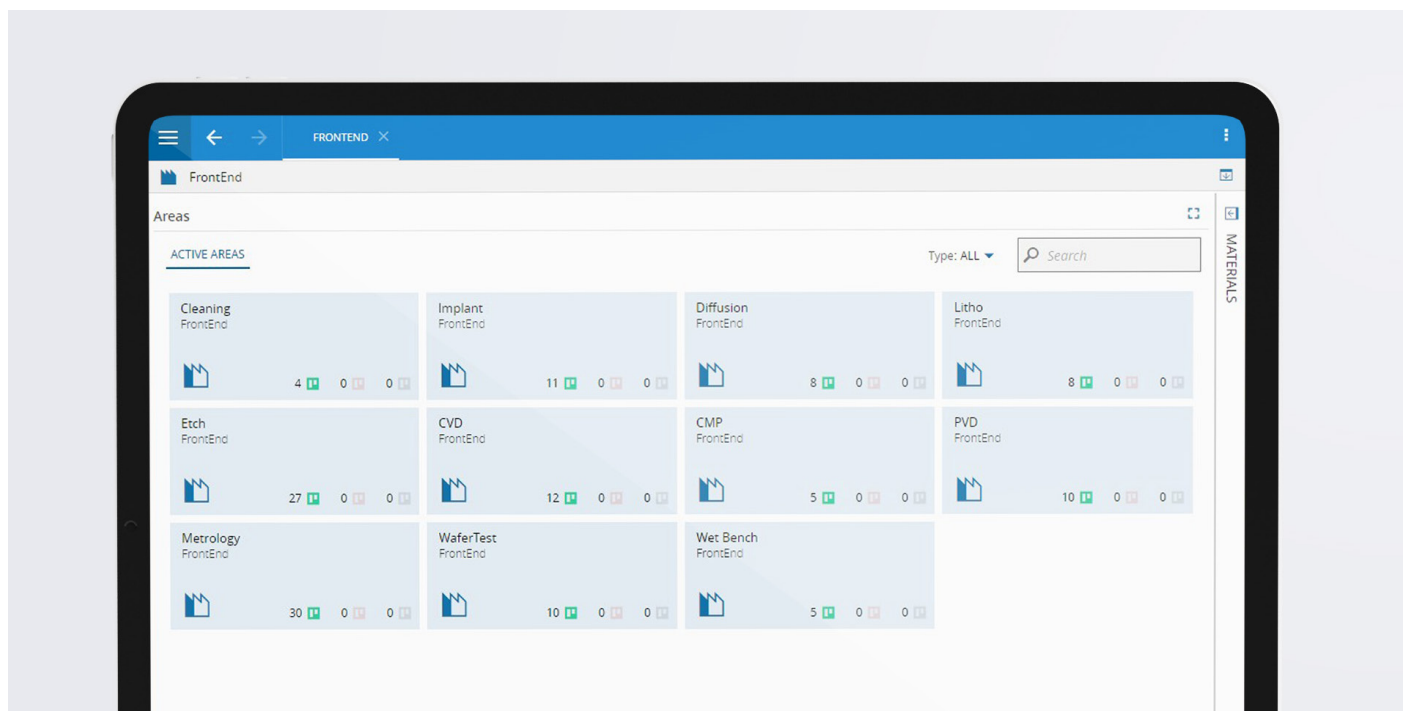 FRONTEND
FrontEnd
Areas
ACTIVE AREAS
Type: ALL
Search
MATERIALS
Cleaning
FrontEnd
4 0 0
Implant
FrontEnd
11 0 0
Diffusion
FrontEnd
8 0 0
Litho
FrontEnd
8 0 0
Etch
FrontEnd
27 0 0
CVD
FrontEnd
12 0 0
CMP
FrontEnd
5 0 0
PVD
FrontEnd
10 0 0
Metrology
FrontEnd
30 0 0
WaferTest
FrontEnd
10 0 0
Wet Bench
FrontEnd
5 0 0